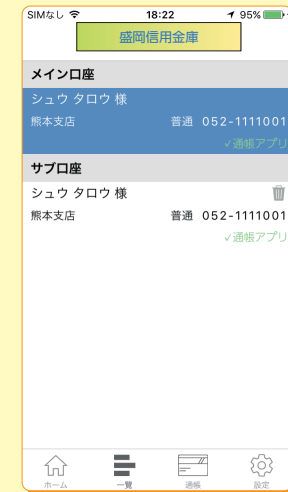 SIMなし 18:22 95%
盛岡信用金庫
メイン口座
シュウ タロウ 様
熊本支店 普通 052-1111001
✓通帳アプリ
サブ口座
シュウ タロウ 様
熊本支店 普通 052-1111001
✓通帳アプリ
ホーム 一覧 通帳 設定